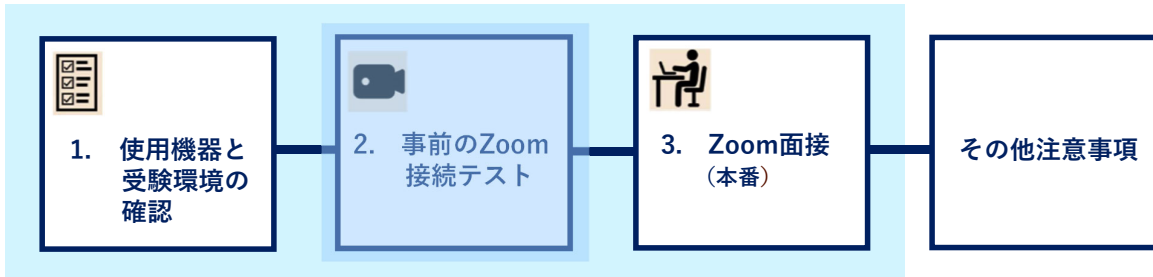 1. 使用機器と
受験環境の
確認
2. 事前のZoom
接続テスト
3. Zoom面接
（本番）
その他注意事項